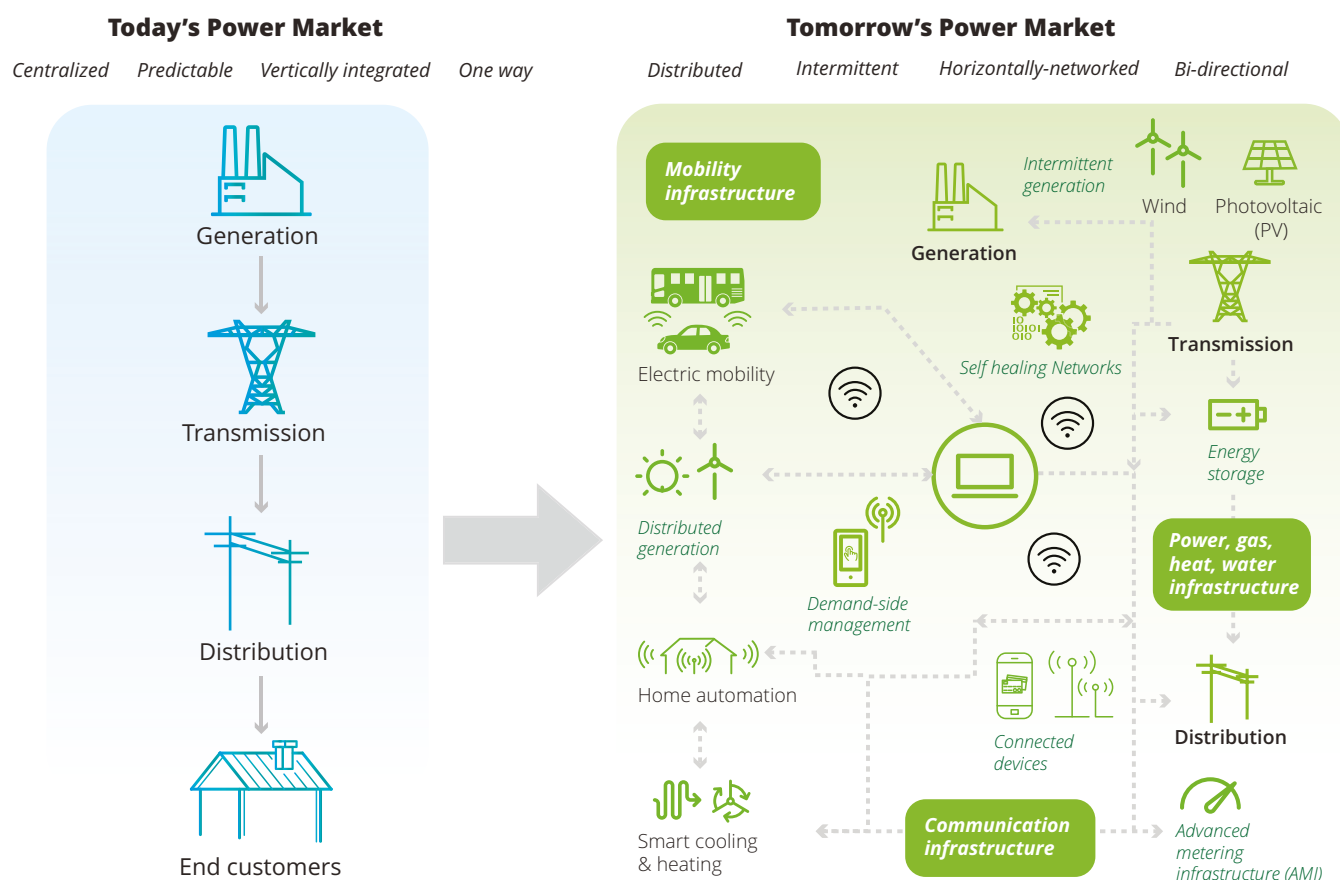 Today's Power Market
Centralized Predictable Vertically integrated One way
Generation
Transmission
Distribution
End customers
Tomorrow's Power Market
Distributed Intermittent Horizontally-networked Bi-directional
Mobility
infrastructure
Intermittent
generation
Wind
Photovoltaic
(PV)
Generation
Transmission
Electric mobility
IO
IOIOI
OIO
Self healing Networks
Energy
storage
Distributed
generation
Demand-side
management
Power, gas,
heat, water
infrastructure
Home automation
Connected
devices
Distribution
Smart cooling
& heating
Communication
infrastructure
Advanced
metering
infrastructure (AMI)